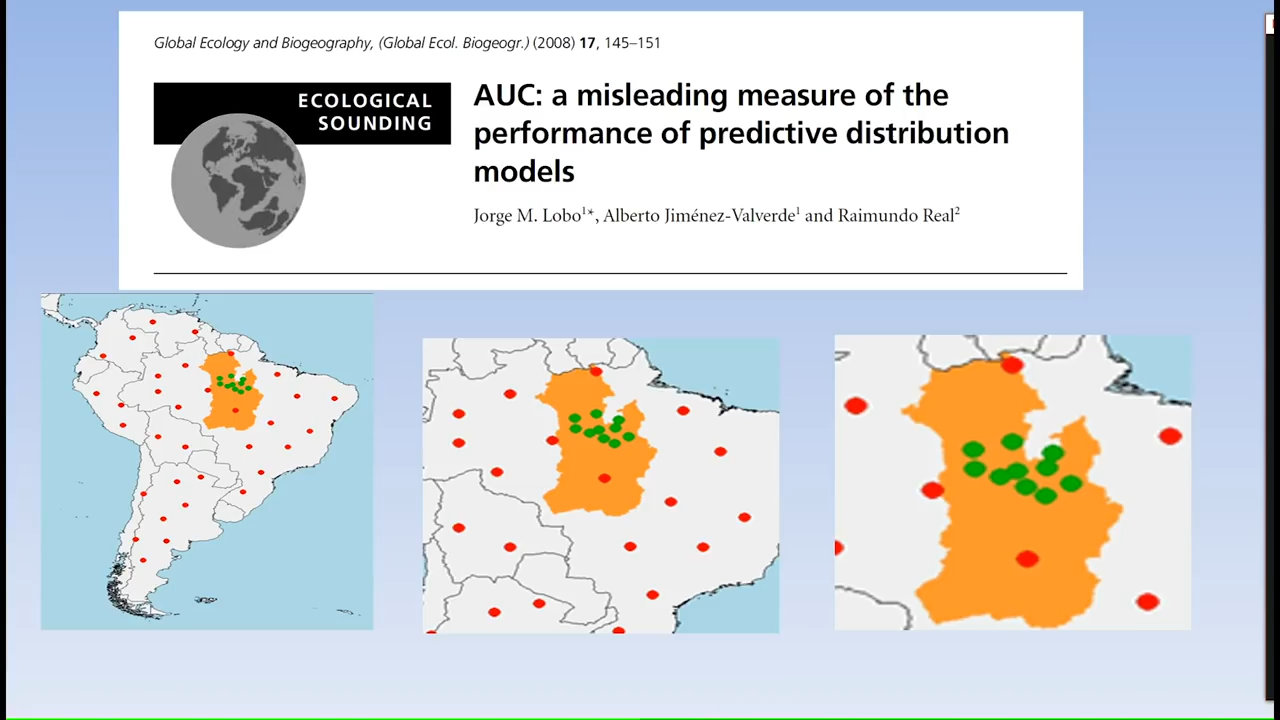 Global Ecology and Biogeography, (Global Ecol. Biogeogr.) (2008) 17, 145–151
ECOLOGICAL
SOUNDING
AUC: a misleading measure of the
performance of predictive distribution
models
Jorge M. Lobo¹*, Alberto Jiménez-Valverde¹ and Raimundo Real²